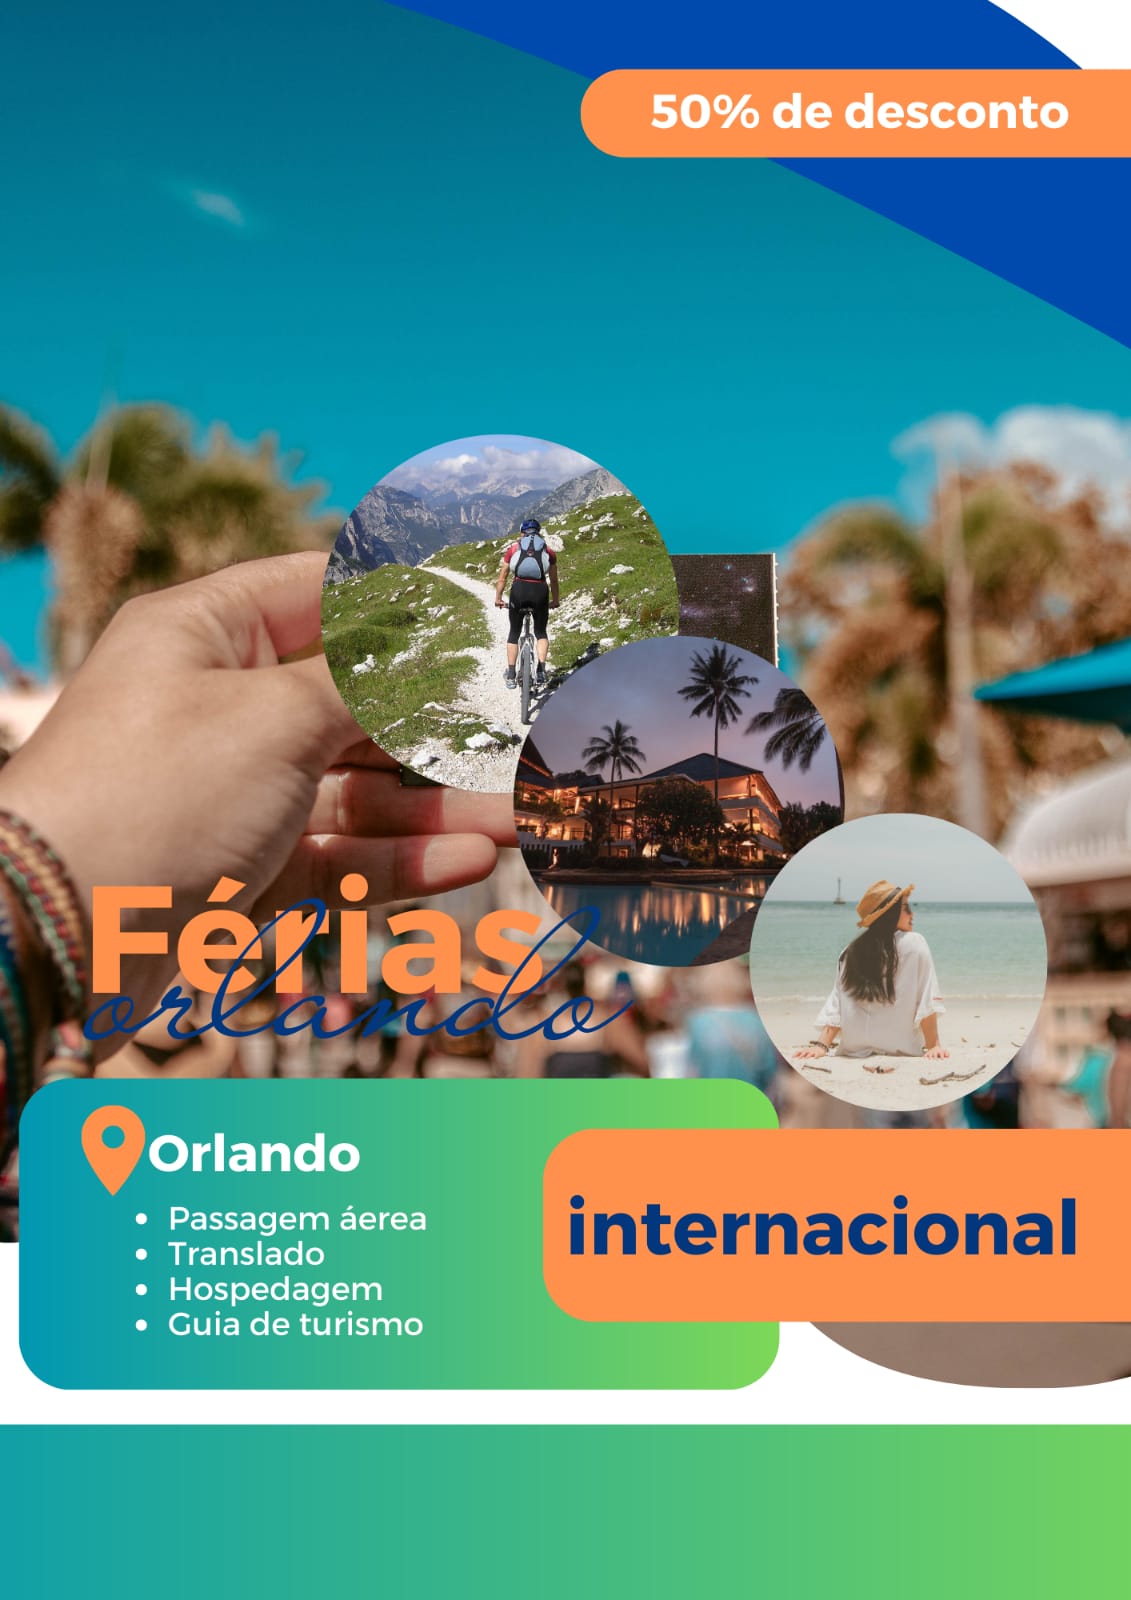 50% de desconto
Férias
orlando
Orlando
• Passagem áerea
• Translado
• Hospedagem
• Guia de turismo
internacional